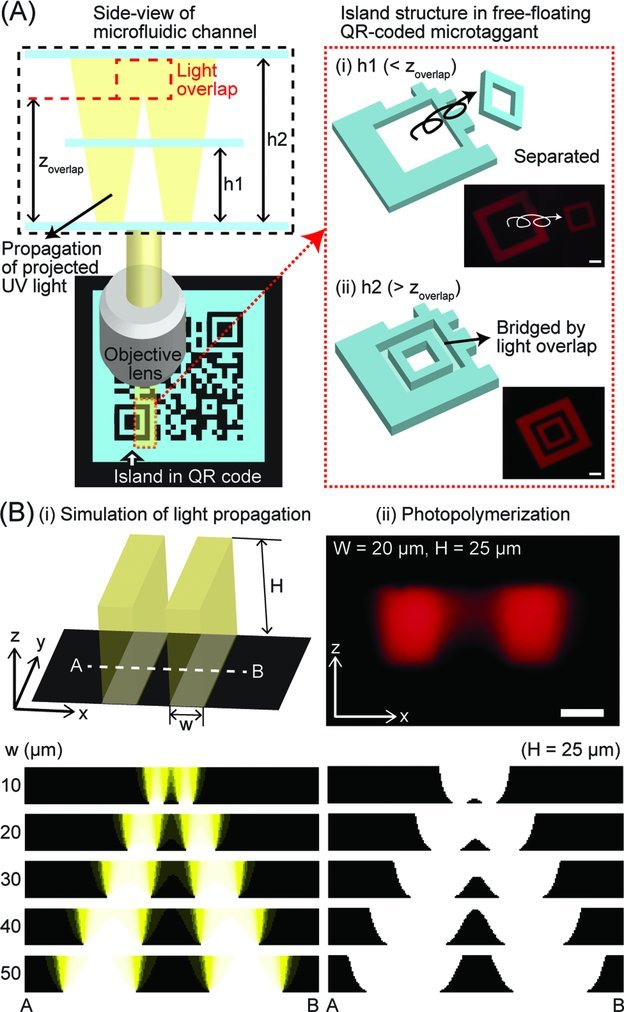 (A)
Side-view of
microfluidic channel
Light
overlap
z overlap
h1
h2
Propagation
of projected
UV light
Objective
lens
Island in QR code
Island structure in free-floating
QR-coded microtaggant
(i) h1 (< z overlap)
Separated
(ii) h2 (> z overlap)
Bridged by
light overlap
(B)
(i) Simulation of light propagation
H
z
y
x
A
B
w
(ii) Photopolymerization
W = 20 µm, H = 25 µm
z
x
w (µm)
(H = 25 µm)
10
20
30
40
50
A
B
A
B